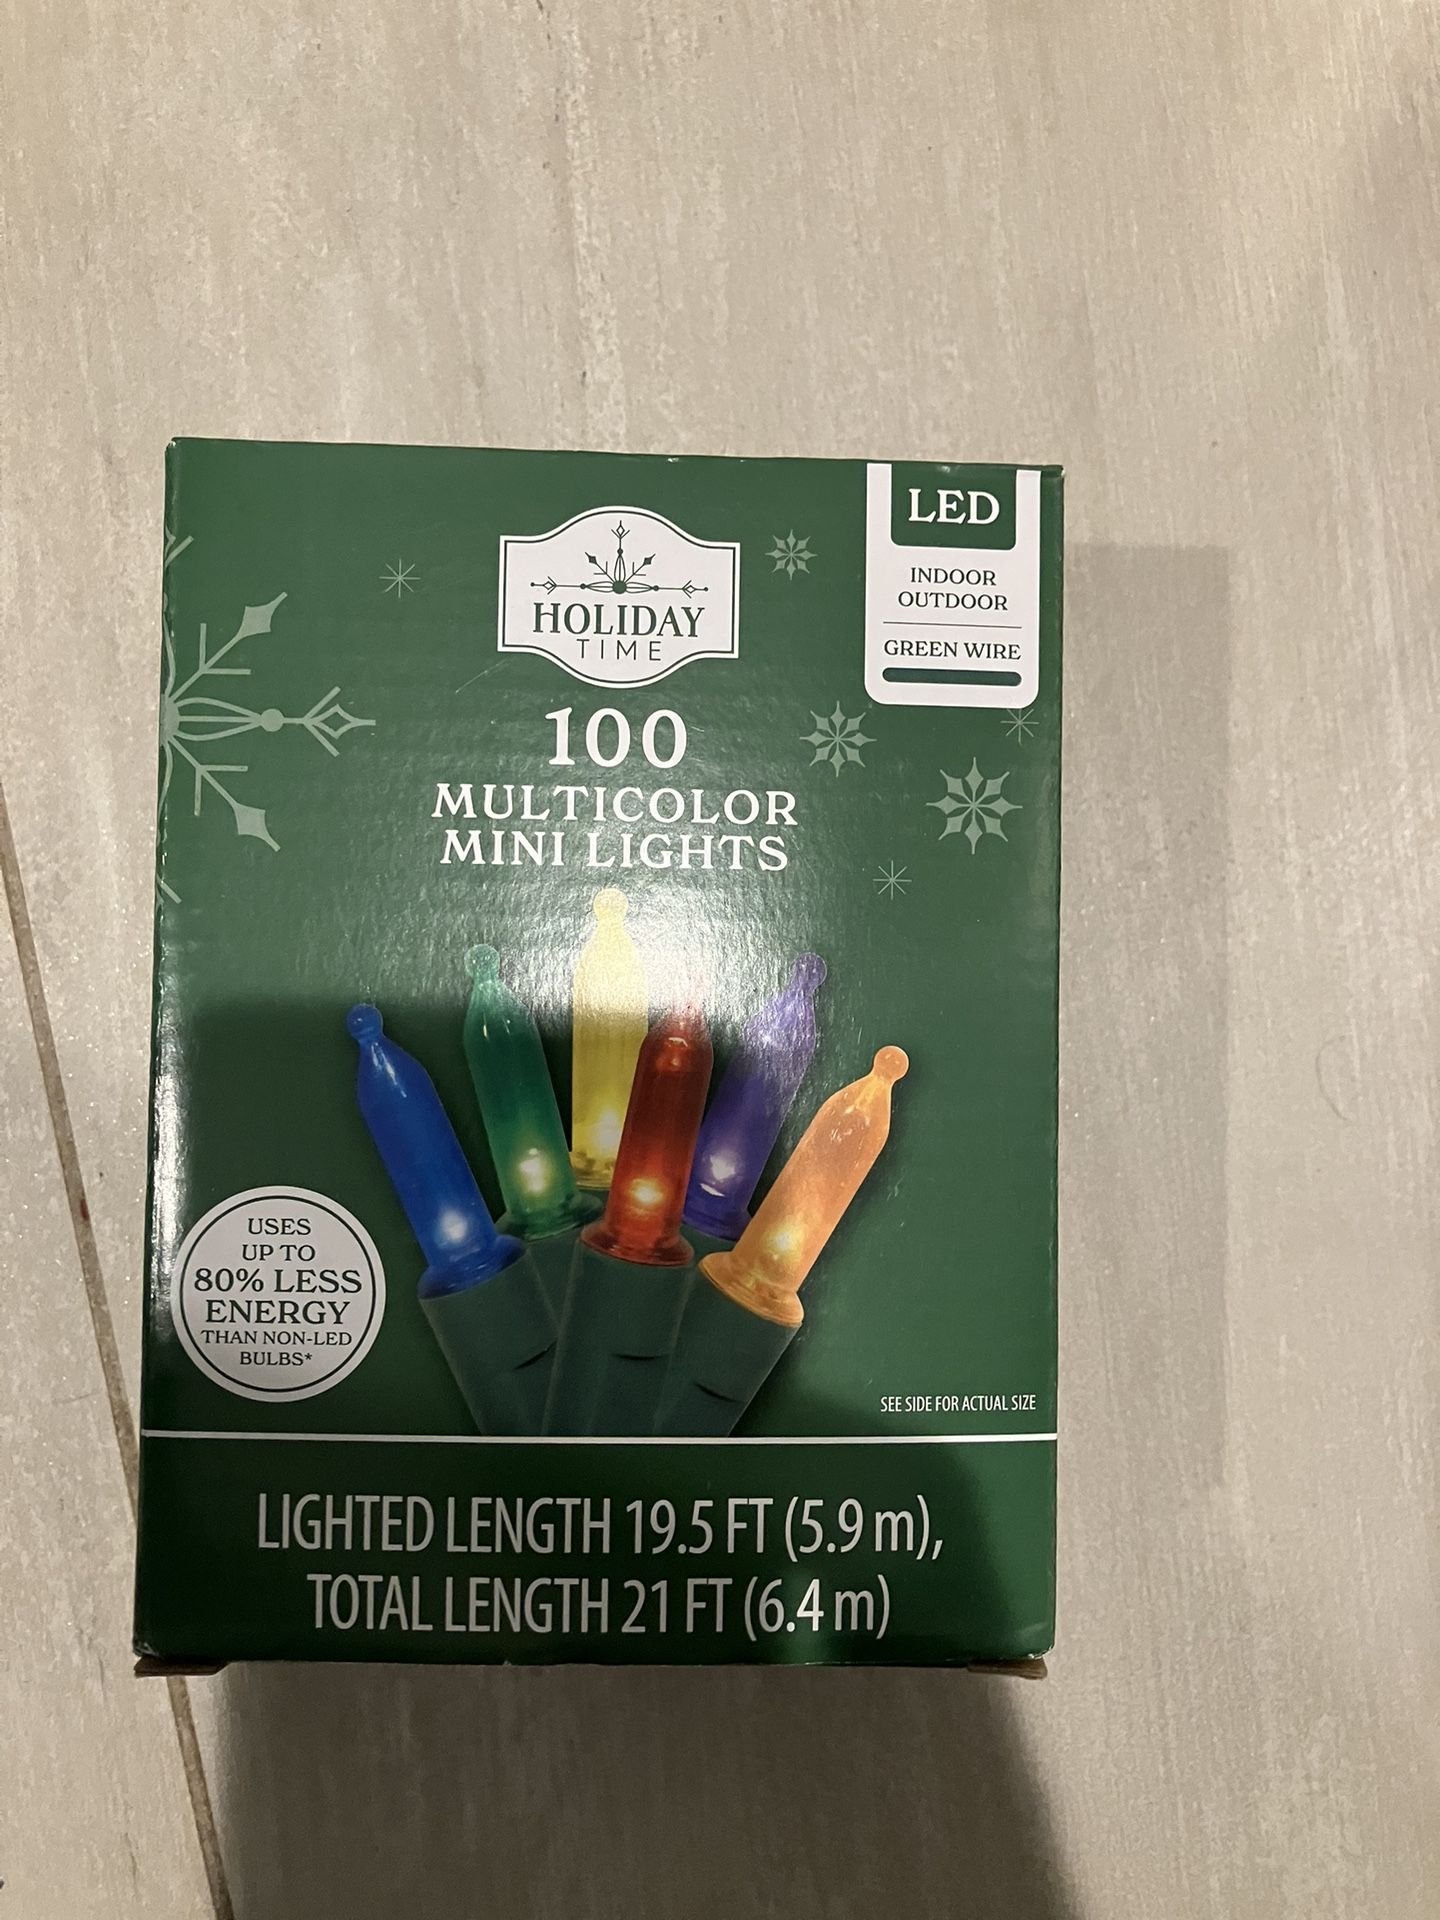 HOLIDAY
TIME
LED
INDOOR
OUTDOOR
GREEN WIRE
100
MULTICOLOR
MINI LIGHTS
USES
UP TO
80% LESS
ENERGY
THAN NON-LED
BULBS*
SEE SIDE FOR ACTUAL SIZE
LIGHTED LENGTH 19.5 FT (5.9 m),
TOTAL LENGTH 21 FT (6.4 m)